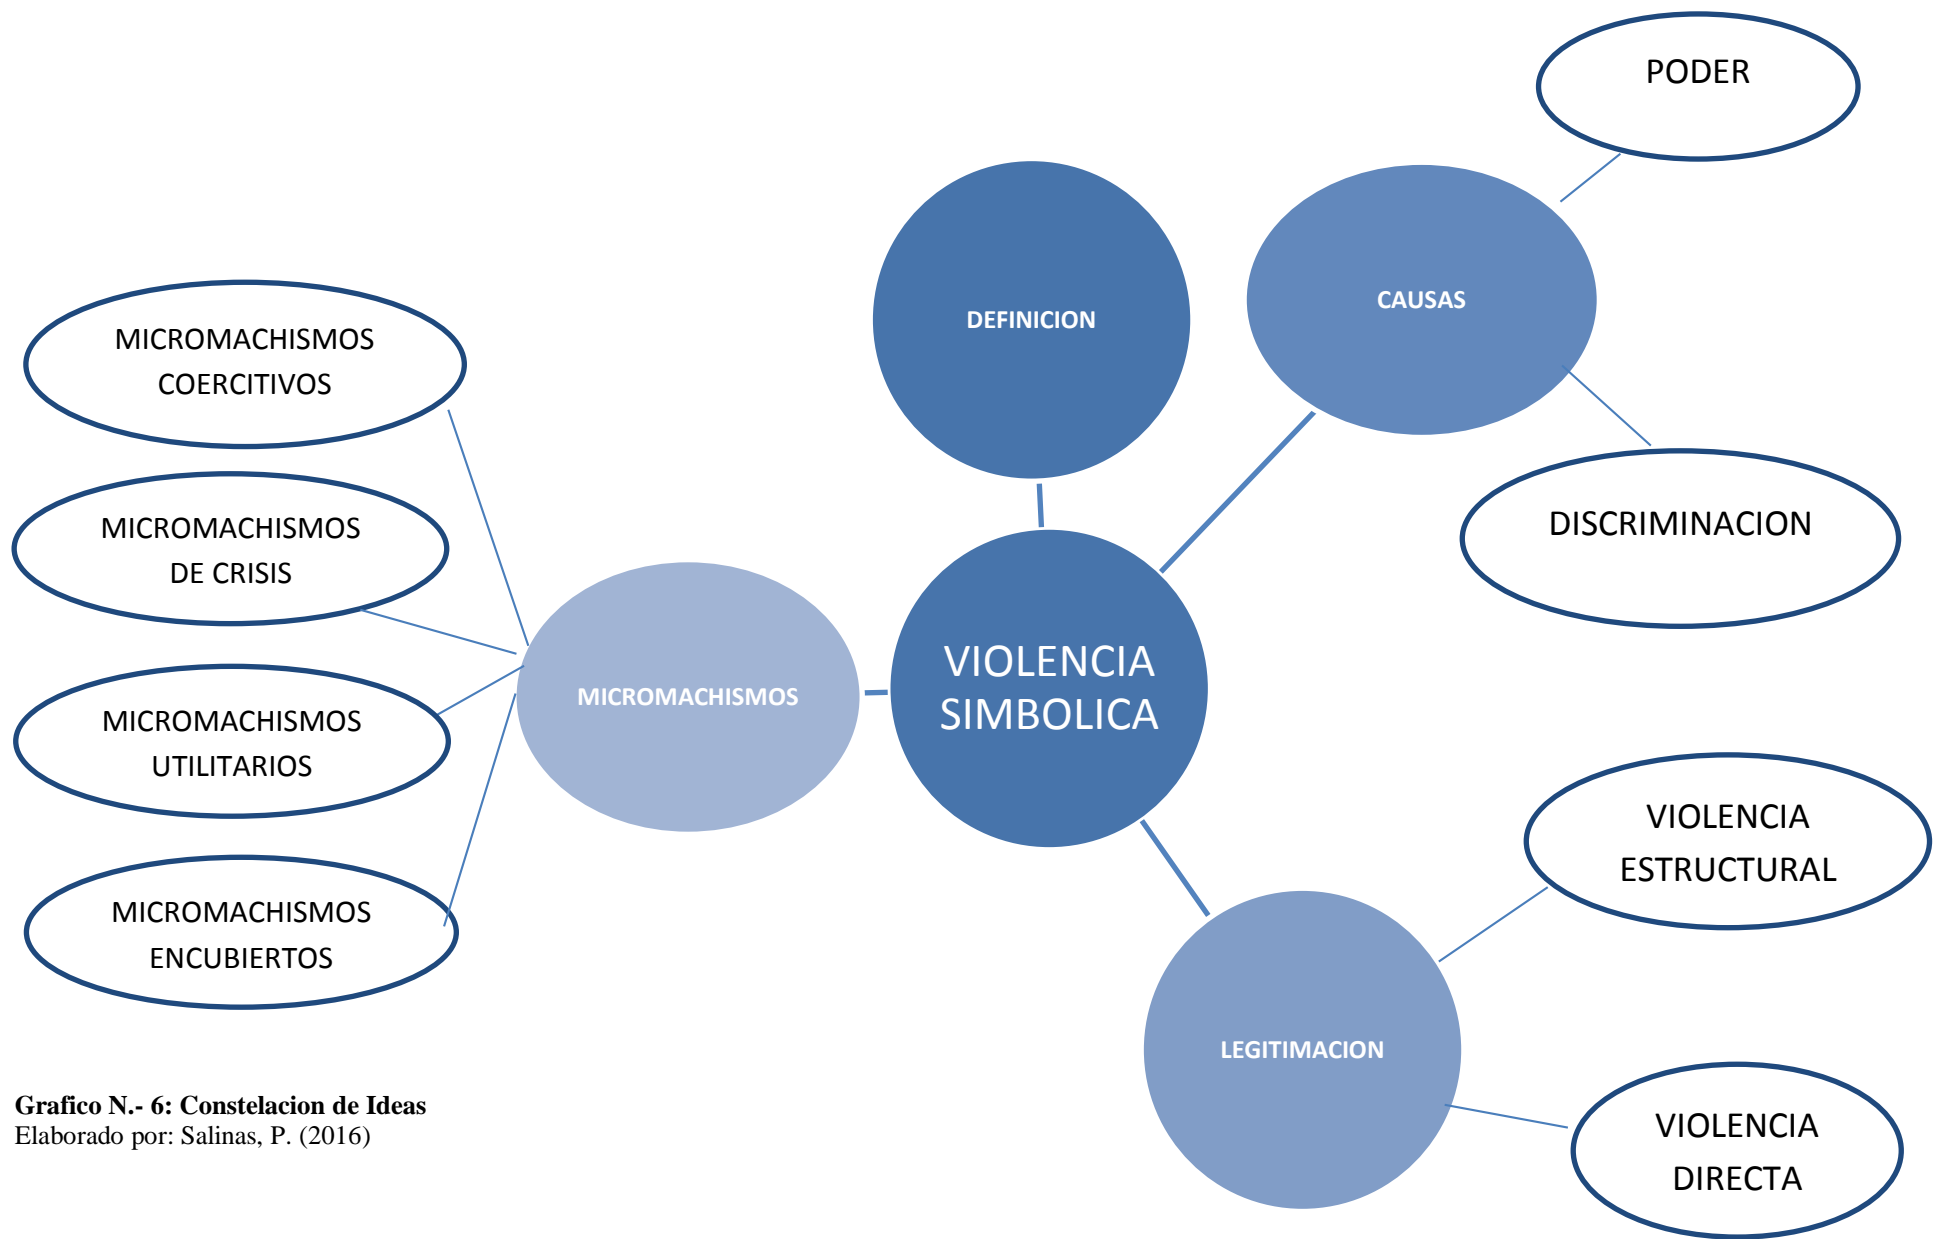 PODER
DEFINICION
CAUSAS
MICROMACHISMOS
COERCITIVOS
MICROMACHISMOS
DE CRISIS
DISCRIMINACION
MICROMACHISMOS
UTILITARIOS
MICROMACHISMOS
VIOLENCIA
SIMBOLICA
VIOLENCIA
ESTRUCTURAL
MICROMACHISMOS
ENCUBIERTOS
LEGITIMACION
VIOLENCIA
DIRECTA
Grafico N.- 6: Constelacion de Ideas
Elaborado por: Salinas, P. (2016)